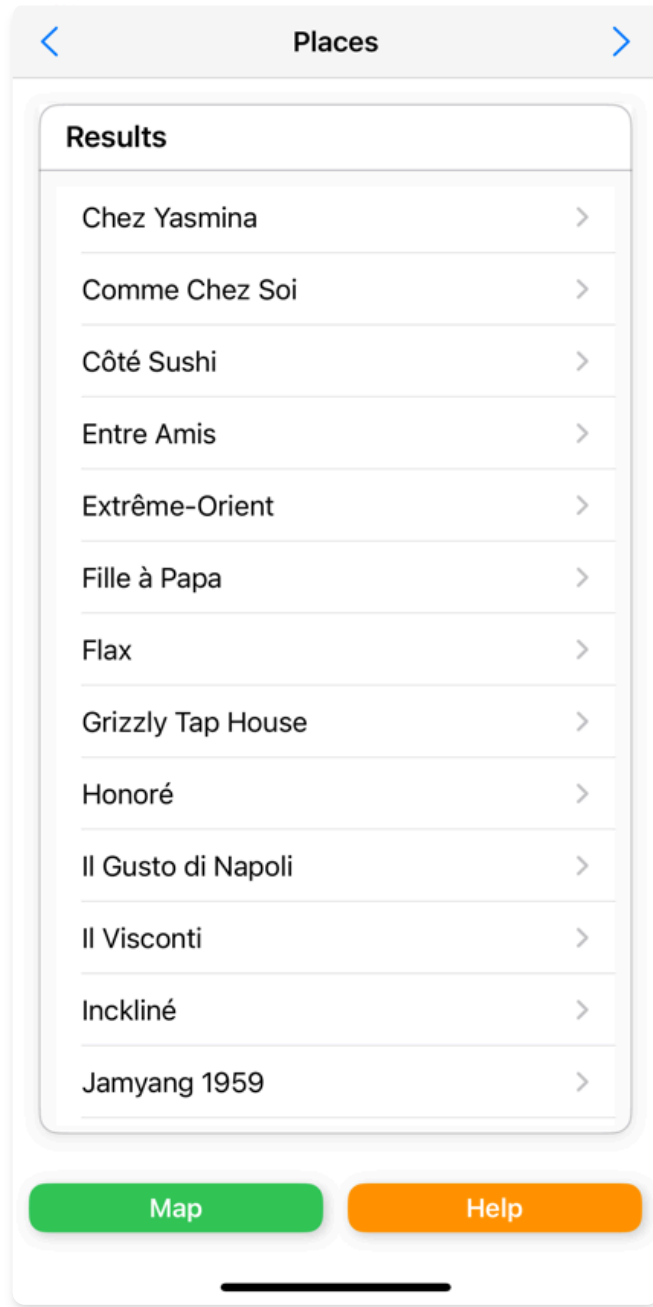 Places
Results
Chez Yasmina
Comme Chez Soi
Côté Sushi
Entre Amis
Extrême-Orient
Fille à Papa
Flax
Grizzly Tap House
Honoré
Il Gusto di Napoli
Il Visconti
Inckliné
Jamyang 1959
Map Help